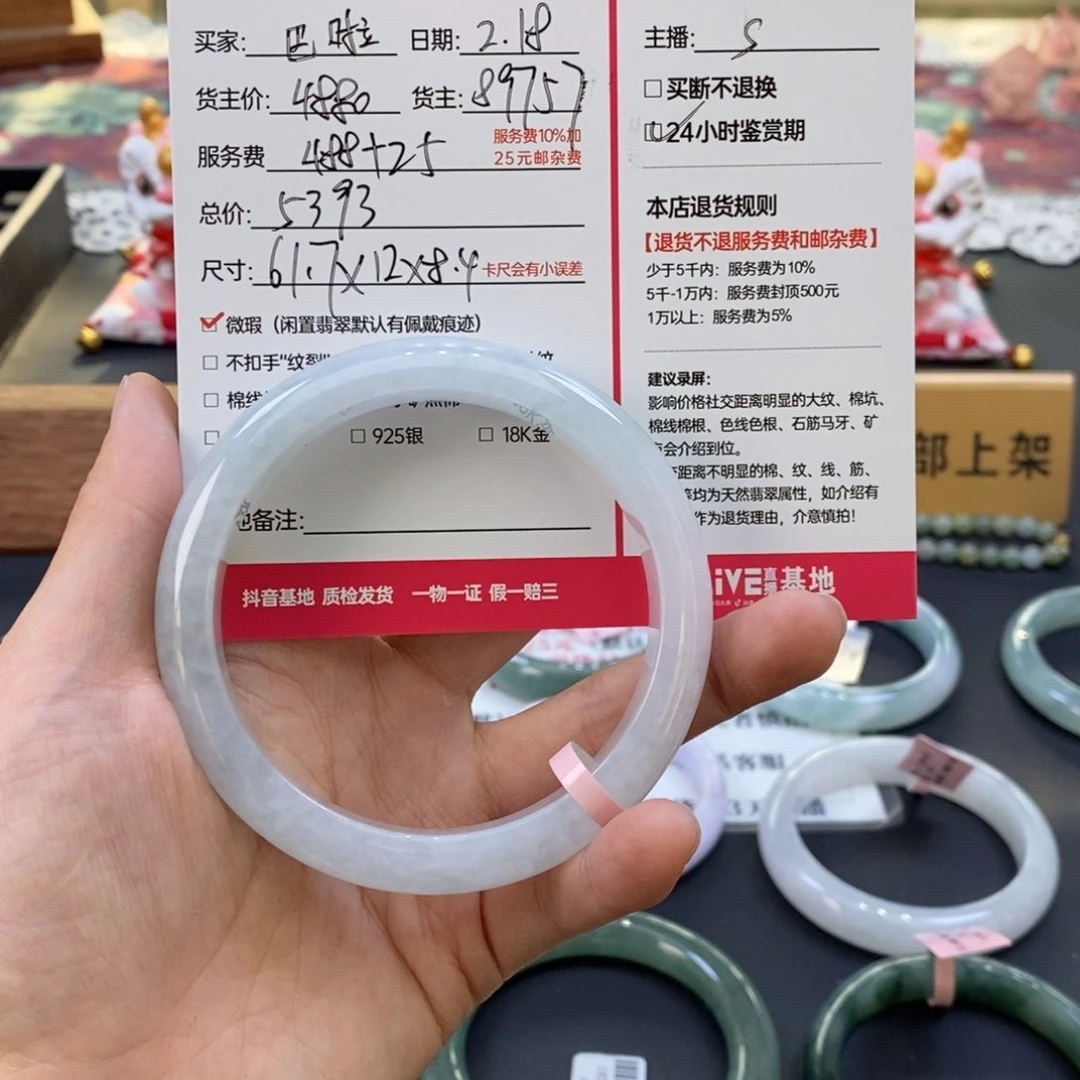 买家: 巴啦 日期: 2.18
货主价: 4880 货主: 89757
服务费 488+25 服务费10%加
25元邮杂费
总价: 5393
尺寸: 61.7×12×8.4 卡尺会有小误差
微瑕（闲置翡翠默认有佩戴痕迹）
不扣手"纹裂"
棉线
925银 18K金
备注:
抖音基地 质检发货 一物一证 假一赔三
主播: S
买断不退换
24小时鉴赏期
本店退货规则
【退货不退服务费和邮杂费】
少于5千内：服务费为10%
5千-1万内：服务费封顶500元
1万以上：服务费为5%
建议录屏：
影响价格社交距离明显的大纹、棉坑、
棉线棉根、色线色根、石筋马牙、矿
会介绍到位。
交距离不明显的棉、纹、线、筋、
等均为天然翡翠属性，如介绍有
作为退货理由，介意慎拍！
iVE直播基地
部上架
客服